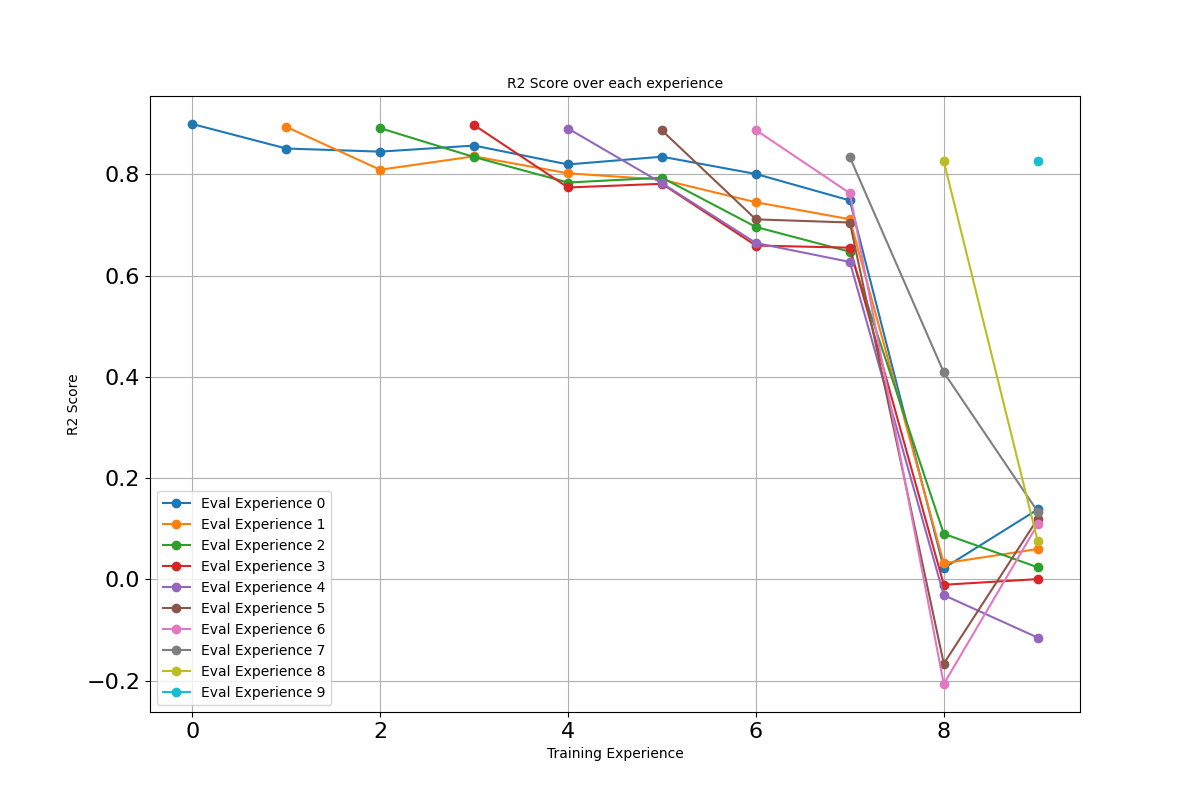 R2 Score over each experience
R2 Score
0.8
0.6
0.4
0.2
0.0
−0.2
Eval Experience 0
Eval Experience 1
Eval Experience 2
Eval Experience 3
Eval Experience 4
Eval Experience 5
Eval Experience 6
Eval Experience 7
Eval Experience 8
Eval Experience 9
0 2 4 6 8
Training Experience